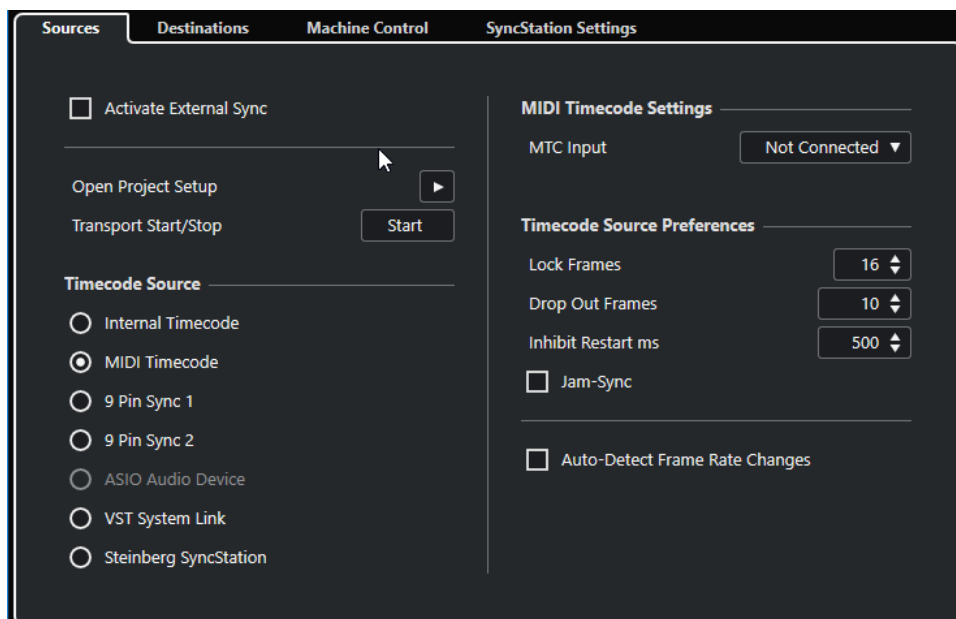 Sources
Destinations
Machine Control
SyncStation Settings
Activate External Sync
Open Project Setup
Transport Start/Stop
Start
Timecode Source
Internal Timecode
MIDI Timecode
9 Pin Sync 1
9 Pin Sync 2
ASIO Audio Device
VST System Link
Steinberg SyncStation
MIDI Timecode Settings
MTC Input
Not Connected
Timecode Source Preferences
Lock Frames
16
Drop Out Frames
10
Inhibit Restart ms
500
Jam-Sync
Auto-Detect Frame Rate Changes